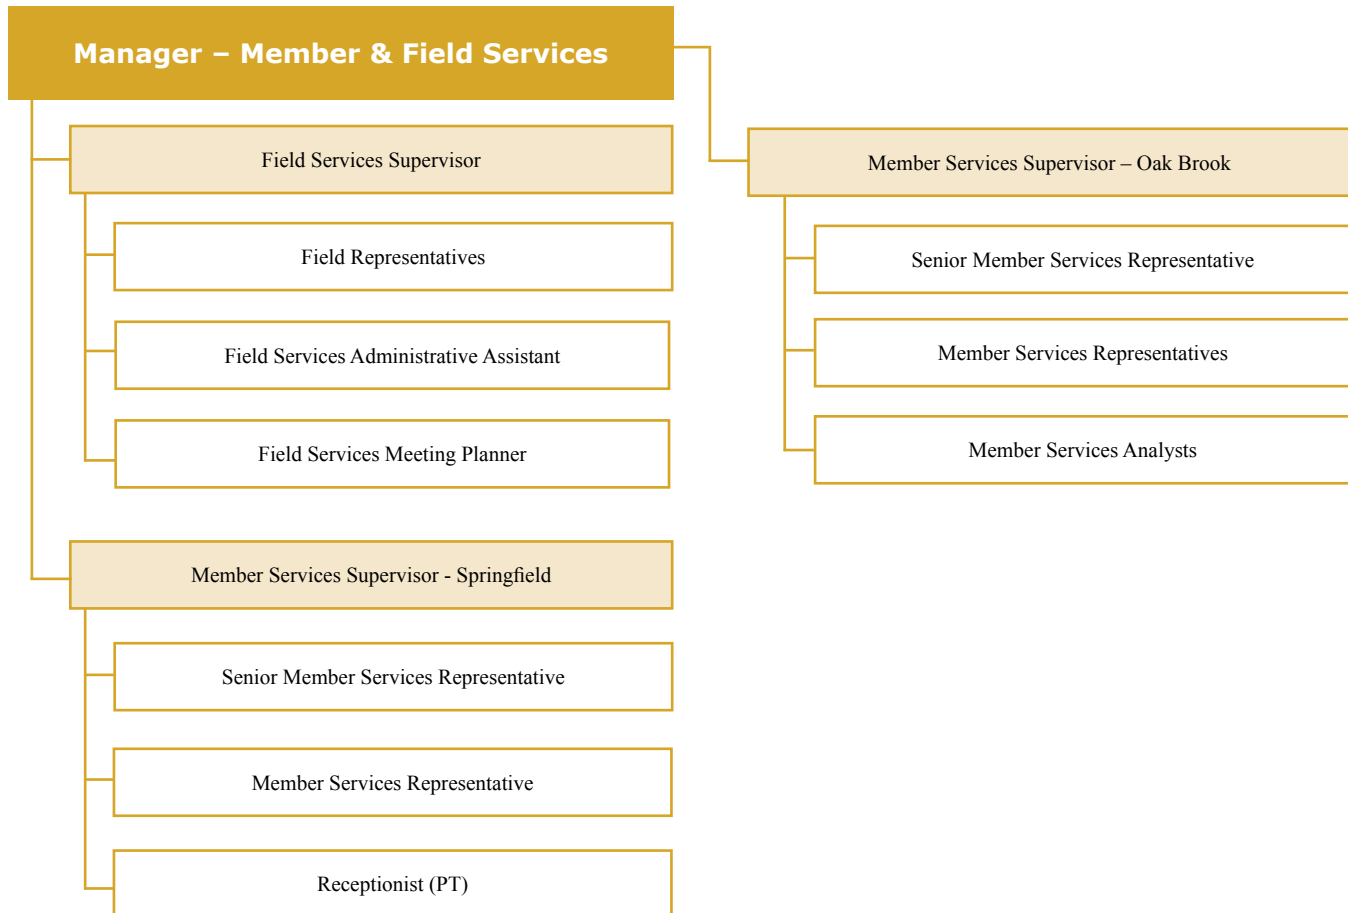 Manager – Member & Field Services
Field Services Supervisor
Field Representatives
Field Services Administrative Assistant
Field Services Meeting Planner
Member Services Supervisor - Springfield
Senior Member Services Representative
Member Services Representative
Receptionist (PT)
Member Services Supervisor – Oak Brook
Senior Member Services Representative
Member Services Representatives
Member Services Analysts